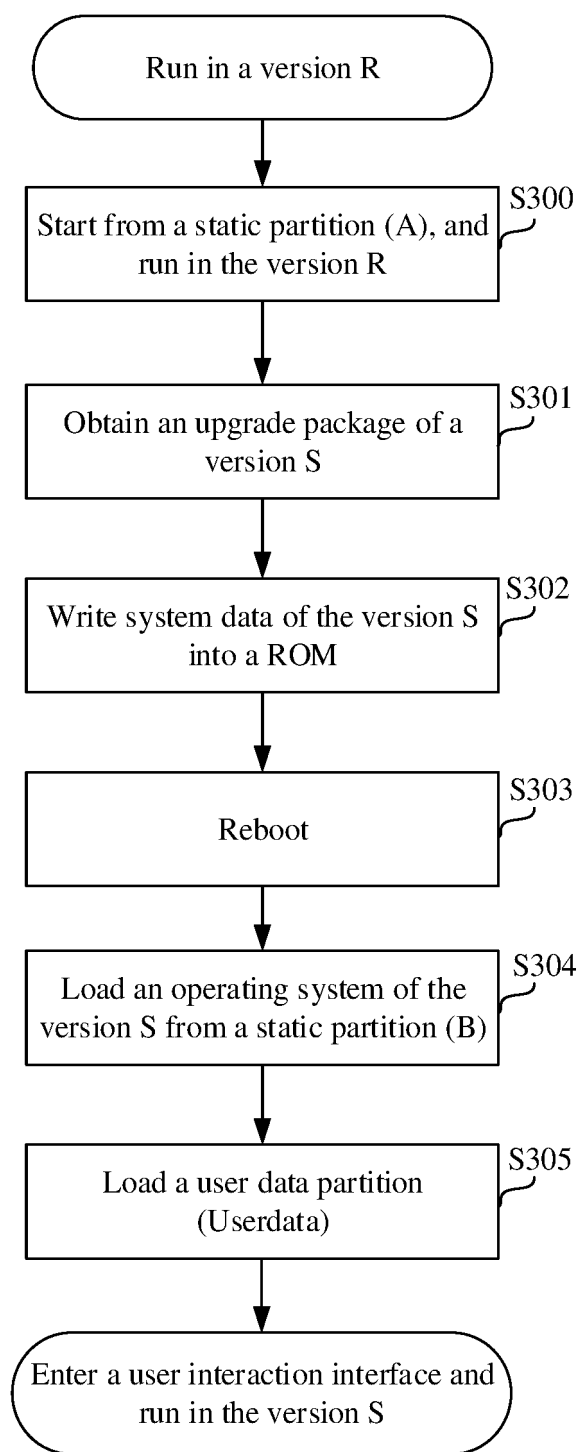 Run in a version R
S300
Start from a static partition (A), and
run in the version R
S301
Obtain an upgrade package of a
version S
S302
Write system data of the version S
into a ROM
S303
Reboot
S304
Load an operating system of the
version S from a static partition (B)
S305
Load a user data partition
(Userdata)
Enter a user interaction interface and
run in the version S